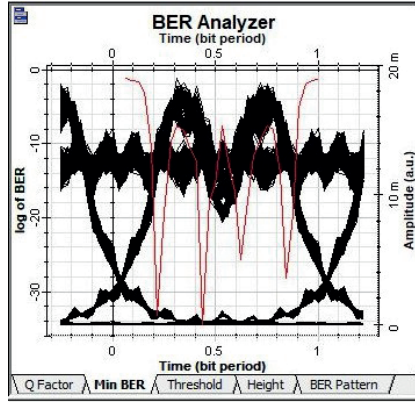 BER Analyzer
Time (bit period)
0 0.5 1
0 20 m
-10
-20 10 m
-30
0
log of BER
Amplitude (a.u.)
0 0.5 1
Time (bit period)
Q Factor Min BER Threshold Height BER Pattern